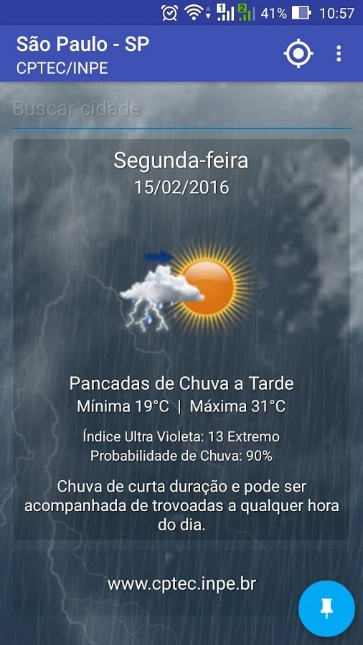 41% 10:57
São Paulo - SP
CPTEC/INPE
Buscar cidade
Segunda-feira
15/02/2016
Pancadas de Chuva a Tarde
Mínima 19°C | Máxima 31°C
Índice Ultra Violeta: 13 Extremo
Probabilidade de Chuva: 90%
Chuva de curta duração e pode ser
acompanhada de trovoadas a qualquer hora
do dia.
www.cptec.inpe.br